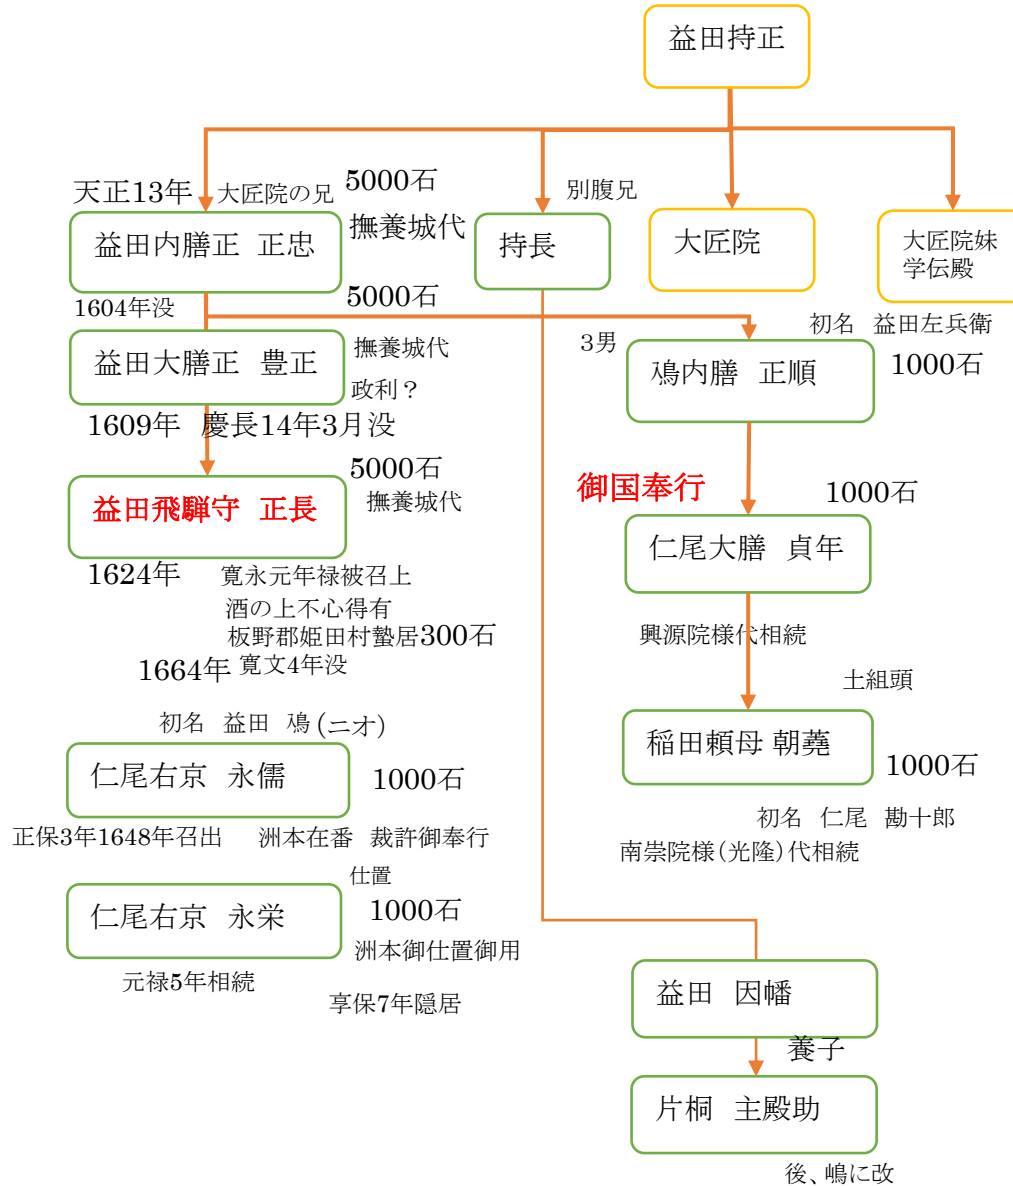 益田持正
天正13年
大匠院の兄
5000石
撫養城代
益田内膳正 正忠
別腹兄
持長
大匠院
大匠院妹
学伝殿
1604年没
5000石
撫養城代
政利？
益田大膳正 豊正
1609年 慶長14年3月没
3男
初名 益田左兵衛
1000石
鳰内膳 正順
5000石
撫養城代
益田飛騨守 正長
御国奉行
1000石
仁尾大膳 貞年
1624年 寛永元年禄被召上
酒の上不心得有
板野郡姫田村蟄居300石
1664年 寛文4年没
興源院様代相続
土組頭
稲田頼母 朝蕘
1000石
初名 仁尾 勘十郎
南崇院様(光隆)代相続
初名 益田 鳰(ニオ)
仁尾右京 永儒
1000石
正保3年1648年召出 洲本在番 裁許御奉行
仕置
仁尾右京 永栄
1000石
洲本御仕置御用
元禄5年相続
享保7年隠居
益田 因幡
養子
片桐 主殿助
後、嶋に改